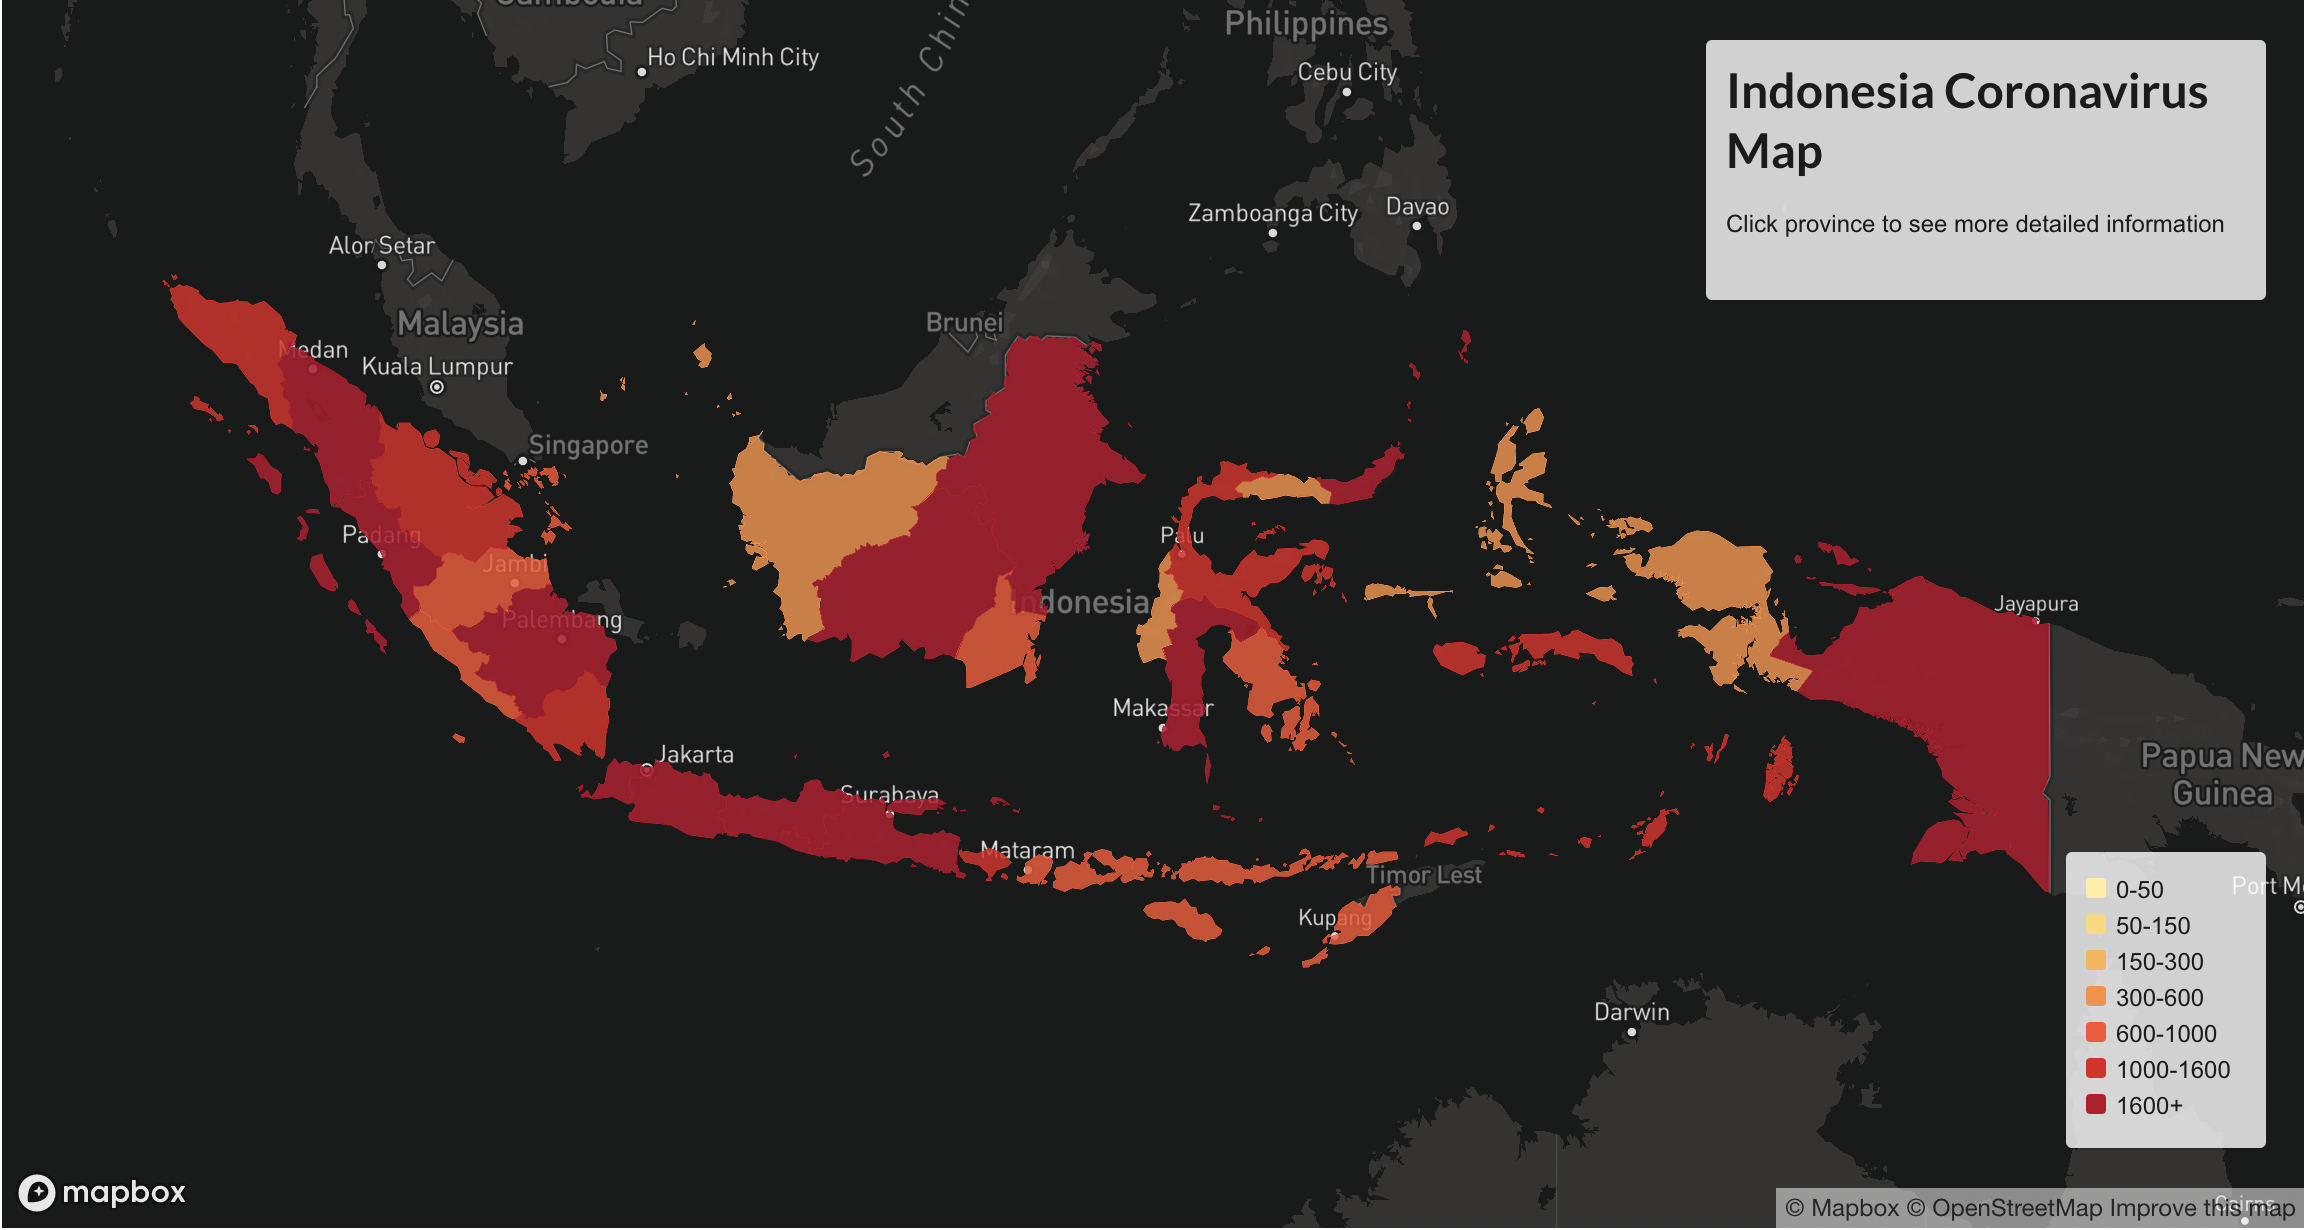 Ho Chi Minh City
South Chin
Philippines
Cebu City
Indonesia Coronavirus
Map
Click province to see more detailed information
Zamboanga City
Davao
Alor Setar
Malaysia
Brunei
Medan
Kuala Lumpur
Singapore
Padang
Palu
Jambi
Indonesia
Jayapura
Palembang
Makassar
Jakarta
Papua New
Guinea
Surabaya
Mataram
Timor Lest
Kupang
Port Mo
0-50
50-150
150-300
300-600
600-1000
1000-1600
1600+
Darwin
mapbox
Cairns
© Mapbox © OpenStreetMap Improve this map